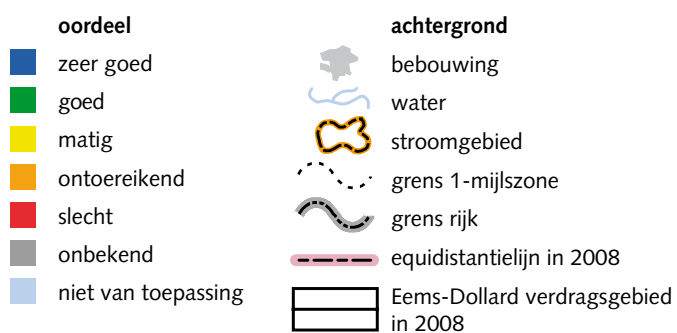 oordeel
zeer goed
goed
matig
ontoereikend
slecht
onbekend
niet van toepassing
achtergrond
bebouwing
water
stroomgebied
grens 1-mijlszone
grens rijk
equidistantielijn in 2008
Eems-Dollard verdragsgebied
in 2008